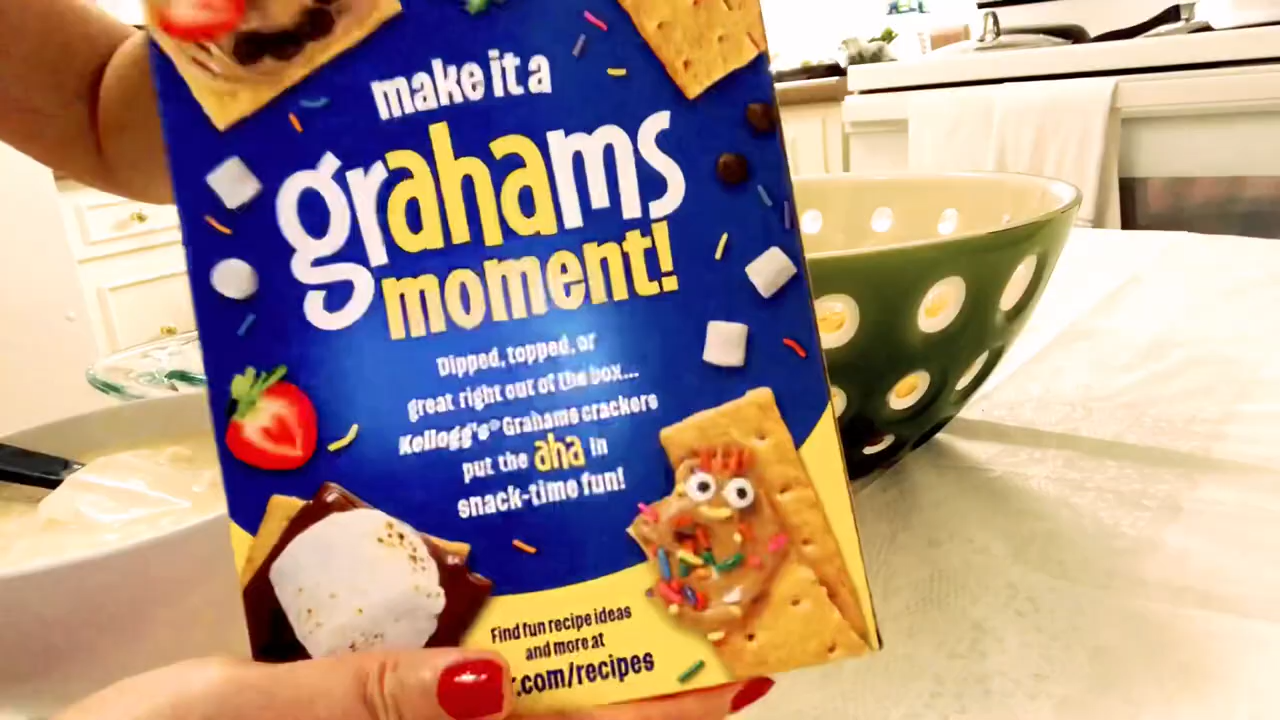 make it a
grahams
moment!
Dipped, topped, or
great right out of the box...
Kellogg's® Grahams crackers
put the aha in
snack-time fun!
Find fun recipe ideas
and more at
.com/recipes